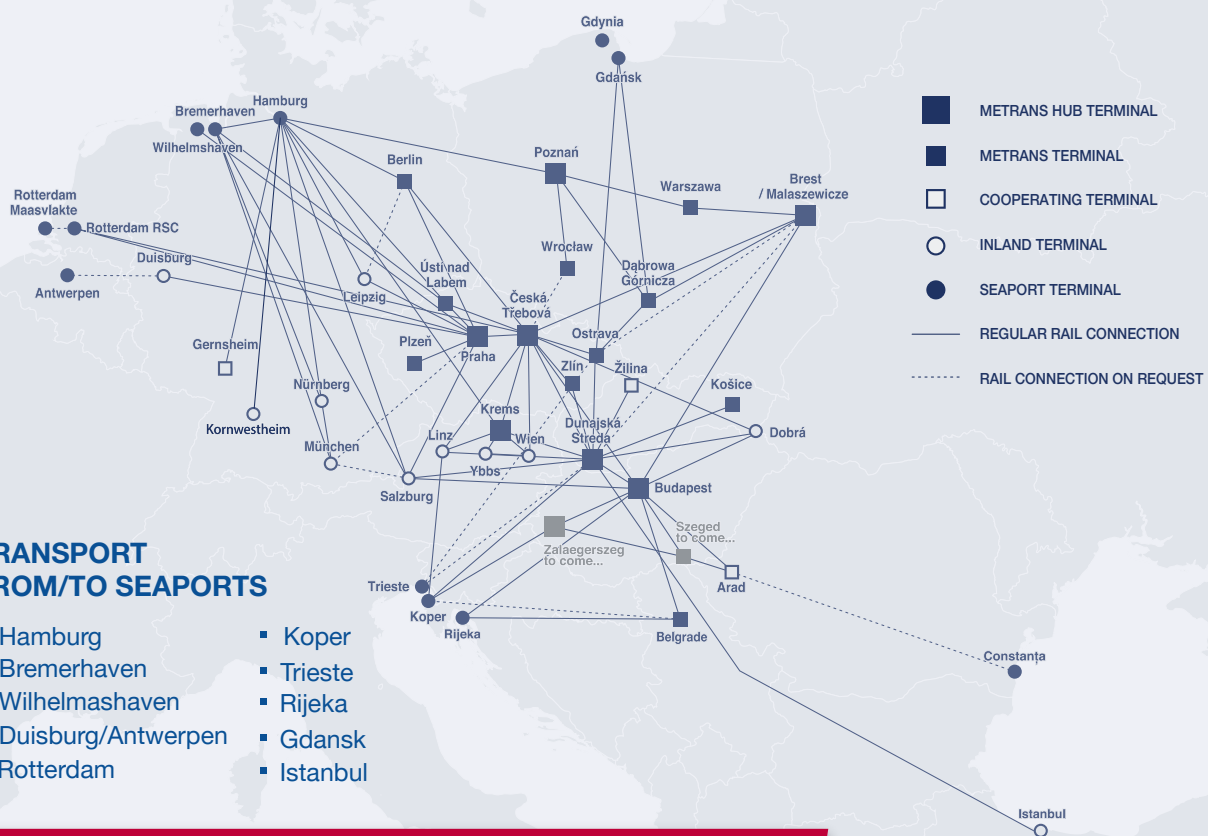 Gdynia
Gdańsk
Hamburg
Bremerhaven
Wilhelmshaven
Berlin
Poznań
Warszawa
Brest
/ Malaszewicze
Rotterdam
Maasvlakte
Rotterdam RSC
Duisburg
Antwerpen
Leipzig
Ústí nad
Labem
Wrocław
Dąbrowa
Górnicza
Česká
Třebová
Ostrava
Gernsheim
Plzeň
Praha
Zlín
Žilina
Košice
Nürnberg
Kornwestheim
München
Krems
Linz
Wien
Ybbs
Dunajská
Streda
Dobrá
Salzburg
Budapest
Zalaegerszeg
to come...
Szeged
to come...
Arad
Trieste
Koper
Rijeka
Belgrade
Constanța
Istanbul
METRANS HUB TERMINAL
METRANS TERMINAL
COOPERATING TERMINAL
INLAND TERMINAL
SEAPORT TERMINAL
REGULAR RAIL CONNECTION
RAIL CONNECTION ON REQUEST
RANSPORT
ROM/TO SEAPORTS
Hamburg
Bremerhaven
Wilhelmashaven
Duisburg/Antwerpen
Rotterdam
▪ Koper
▪ Trieste
▪ Rijeka
▪ Gdansk
▪ Istanbul